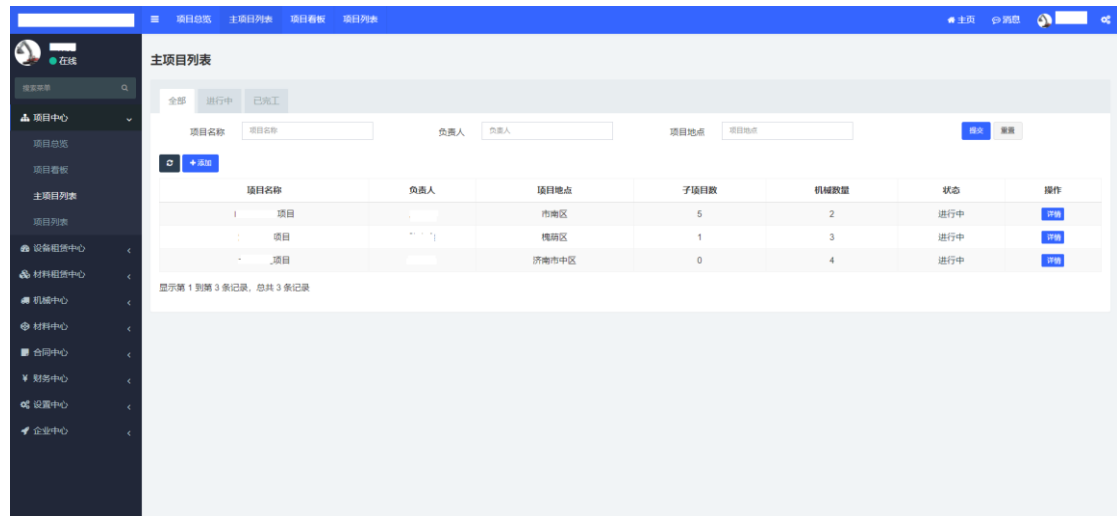 项目总览 主项目列表 项目看板 项目列表 主页 消息
在线
搜索菜单
项目中心
项目总览
项目看板
主项目列表
项目列表
设备租赁中心
材料租赁中心
机械中心
材料中心
合同中心
¥ 财务中心
设置中心
企业中心
主项目列表
全部 进行中 已完工
项目名称 项目名称 负责人 负责人 项目地点 项目地点 提交 重置
+添加
项目名称 负责人 项目地点 子项目数 机械数量 状态 操作
项目 市南区 5 2 进行中 详情
项目 槐荫区 1 3 进行中 详情
项目 济南市中区 0 4 进行中 详情
显示第 1 到第 3 条记录，总共 3 条记录